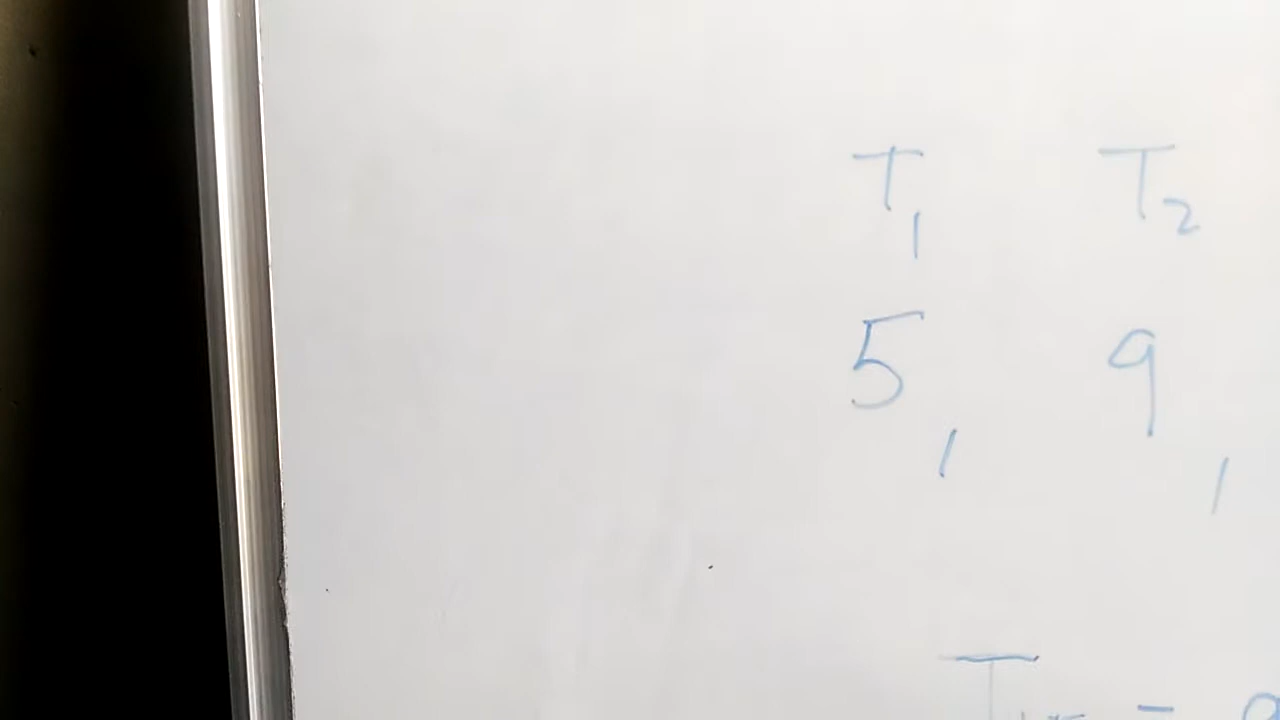 T₁ T₂
5, 9,
T =